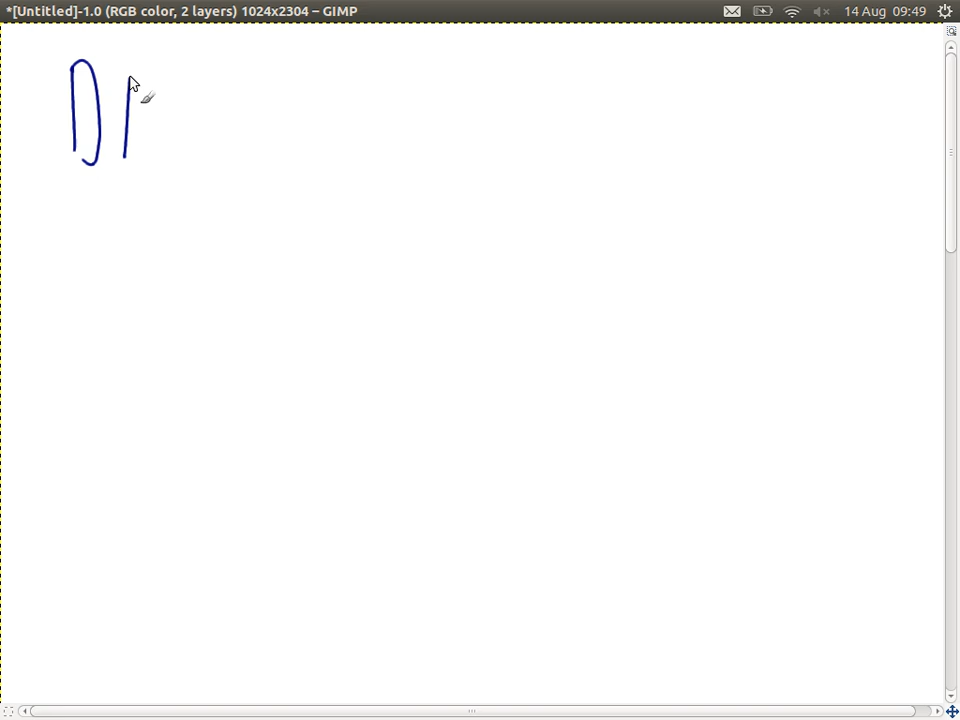 *[Untitled]-1.0 (RGB color, 2 layers) 1024x2304 – GIMP 14 Aug 09:49
D